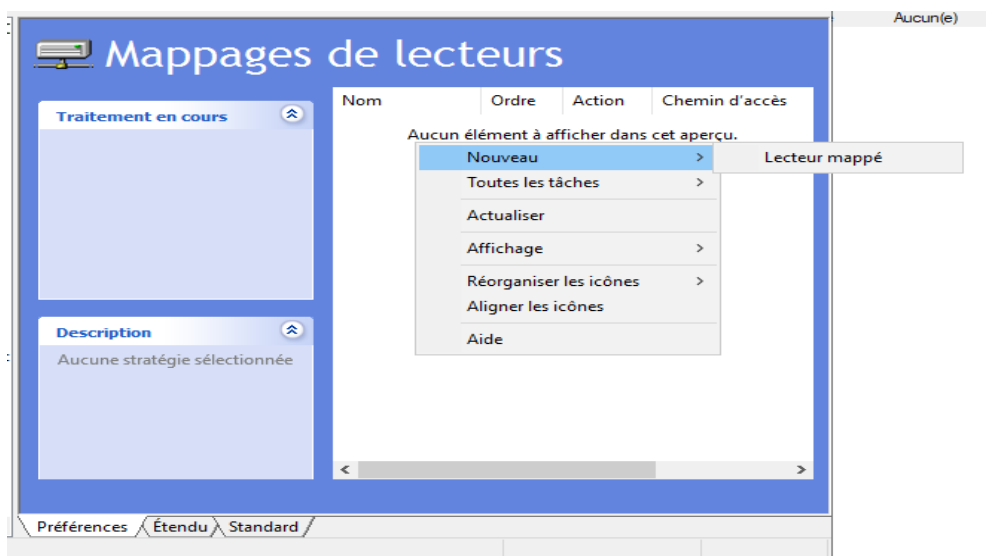 Aucun(e)
Mappages de lecteurs
Traitement en cours
Nom Ordre Action Chemin d'accès
Aucun élément à afficher dans cet aperçu.
Nouveau > Lecteur mappé
Toutes les tâches >
Actualiser
Affichage >
Réorganiser les icônes >
Aligner les icônes
Aide
Description
Aucune stratégie sélectionnée
Préférences Étendu Standard